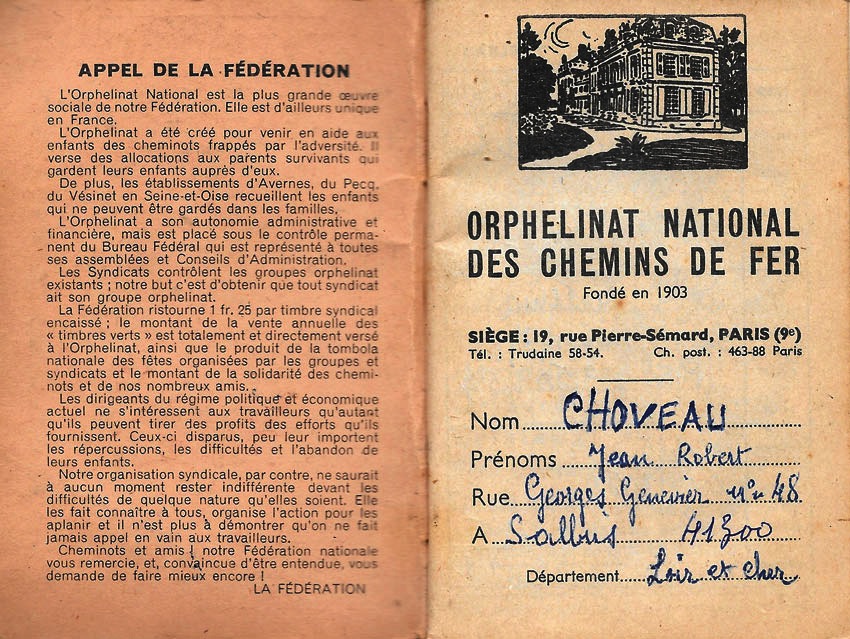 APPEL DE LA FÉDÉRATION
L'Orphelinat National est la plus grande œuvre
sociale de notre Fédération. Elle est d'ailleurs unique
en France.
L'Orphelinat a été créé pour venir en aide aux
enfants des cheminots frappés par l'adversité. Il
verse des allocations aux parents survivants qui
gardent leurs enfants auprès d'eux.
De plus, les établissements d'Avernes, du Pecq,
du Vésinet en Seine-et-Oise recueillent les enfants
qui ne peuvent être gardés dans les familles.
L'Orphelinat a son autonomie administrative et
financière, mais est placé sous le contrôle perma-
nent du Bureau Fédéral qui est représenté à toutes
ses assemblées et Conseils d'Administration.
Les Syndicats contrôlent les groupes orphelinat
existants ; notre but c'est d'obtenir que tout syndicat
ait son groupe orphelinat.
La Fédération ristourne 1 fr. 25 par timbre syndical
encaissé ; le montant de la vente annuelle des
« timbres verts » est totalement et directement versé
à l'Orphelinat, ainsi que le produit de la tombola
nationale des fêtes organisées par les groupes et
syndicats et le montant de la solidarité des chemi-
nots et de nos nombreux amis.
Les dirigeants du régime politique et économique
actuel ne s'intéressent aux travailleurs qu'autant
qu'ils peuvent tirer des profits des efforts qu'ils
fournissent. Ceux-ci disparus, peu leur importent
les répercussions, les difficultés et l'abandon de
leurs enfants.
Notre organisation syndicale, par contre, ne saurait
à aucun moment rester indifférente devant les
difficultés de quelque nature qu'elles soient. Elle
les fait connaître à tous, organise l'action pour les
aplanir et il n'est plus à démontrer qu'on ne fait
jamais appel en vain aux travailleurs.
Cheminots et amis ! notre Fédération nationale
vous remercie, et, convaincue d'être entendue, vous
demande de faire mieux encore !
LA FÉDÉRATION
ORPHELINAT NATIONAL
DES CHEMINS DE FER
Fondé en 1903
SIÈGE : 19, rue Pierre-Sémard, PARIS (9e)
Tél. : Trudaine 58-54. Ch. post. : 463-88 Paris
Nom CHOVEAU
Prénoms Jean Robert
Rue Georges Genevier n° 48
A Salbris 41300
Département Loir et cher